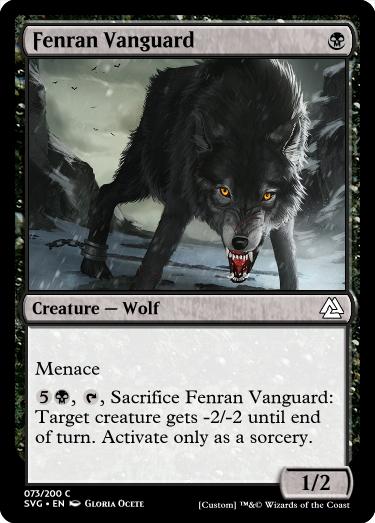 Fenran Vanguard
Creature — Wolf
Menace
5, , Sacrifice Fenran Vanguard:
Target creature gets -2/-2 until end
of turn. Activate only as a sorcery.
1/2
073/200 C
SVG • EN Gloria Ocete
[Custom] ™&© Wizards of the Coast